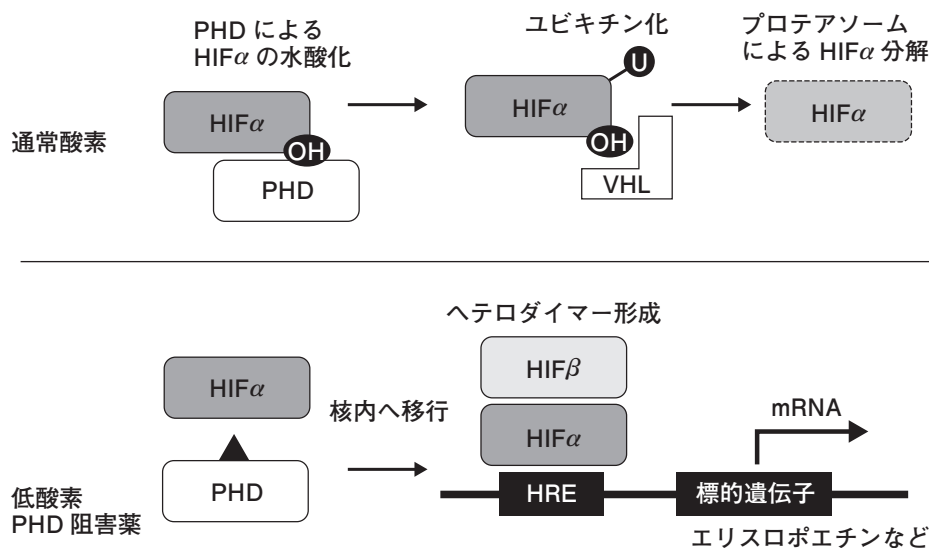 PHD による
HIFα の水酸化
ユビキチン化
プロテアソーム
による HIFα 分解
通常酸素
HIFα
OH
PHD
HIFα
U
OH
VHL
HIFα
ヘテロダイマー形成
HIFα
核内へ移行
HIFβ
HIFα
mRNA
低酸素
PHD 阻害薬
PHD
HRE
標的遺伝子
エリスロポエチンなど